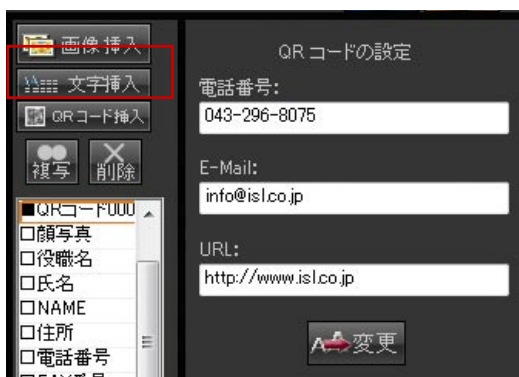 画像挿入
文字挿入
QRコード挿入
複写
削除
■QRコード000
□顔写真
□役職名
□氏名
□NAME
□住所
□電話番号
QRコードの設定
電話番号:
043-296-8075
E-Mail:
info@isl.co.jp
URL:
http://www.isl.co.jp
変更